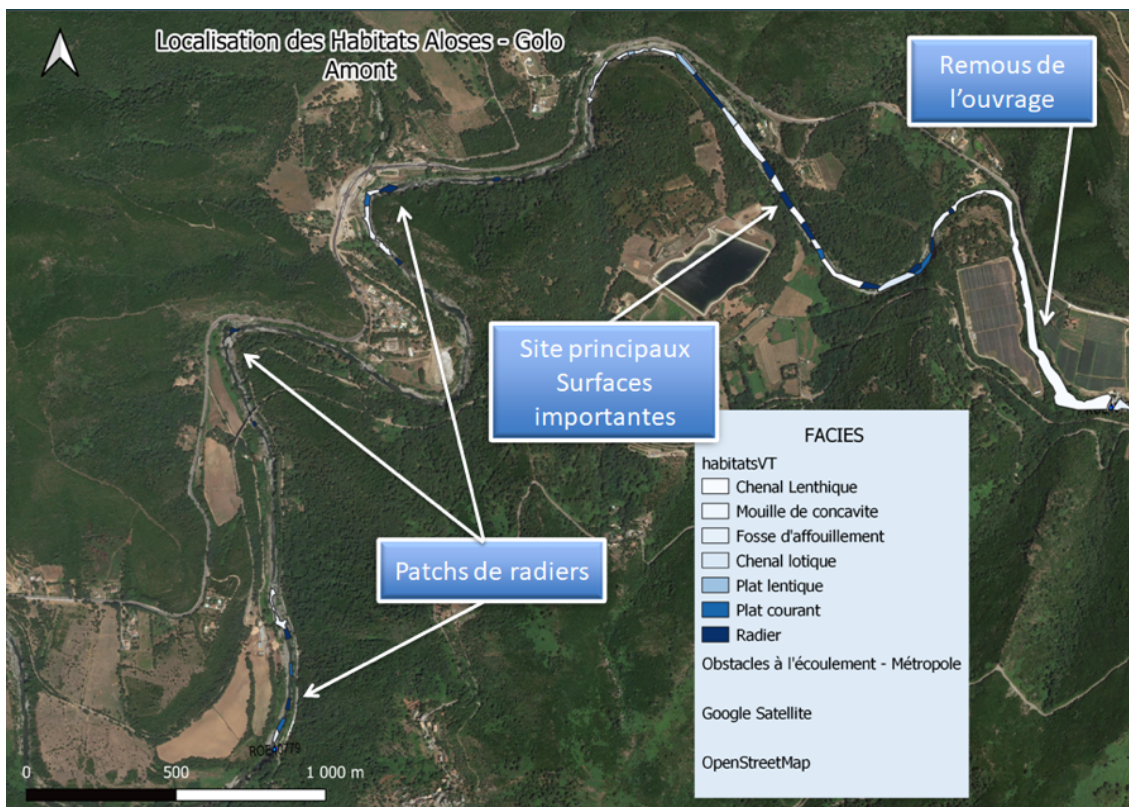 Localisation des Habitats Aloses - Golo
Amont
Remous de
l'ouvrage
Site principaux
Surfaces
importantes
Patchs de radiers
FACIES
habitatsVT
Chenal Lenthique
Mouille de concavite
Fosse d'affouillement
Chenal lotique
Plat lentique
Plat courant
Radier
Obstacles à l'écoulement - Métropole
Google Satellite
OpenStreetMap
0 500 1 000 m